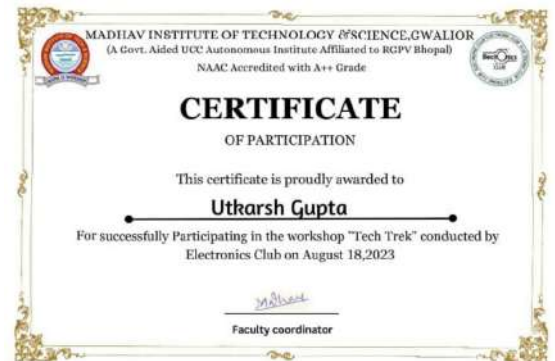 MADHAV INSTITUTE OF TECHNOLOGY &SCIENCE,GWALIOR
(A Govt. Aided UCC Autonomous Institute Affiliated to RGPV Bhopal)
NAAC Accredited with A++ Grade
CERTIFICATE
OF PARTICIPATION
This certificate is proudly awarded to
Utkarsh Gupta
For successfully Participating in the workshop "Tech Trek" conducted by
Electronics Club on August 18,2023
Faculty coordinator